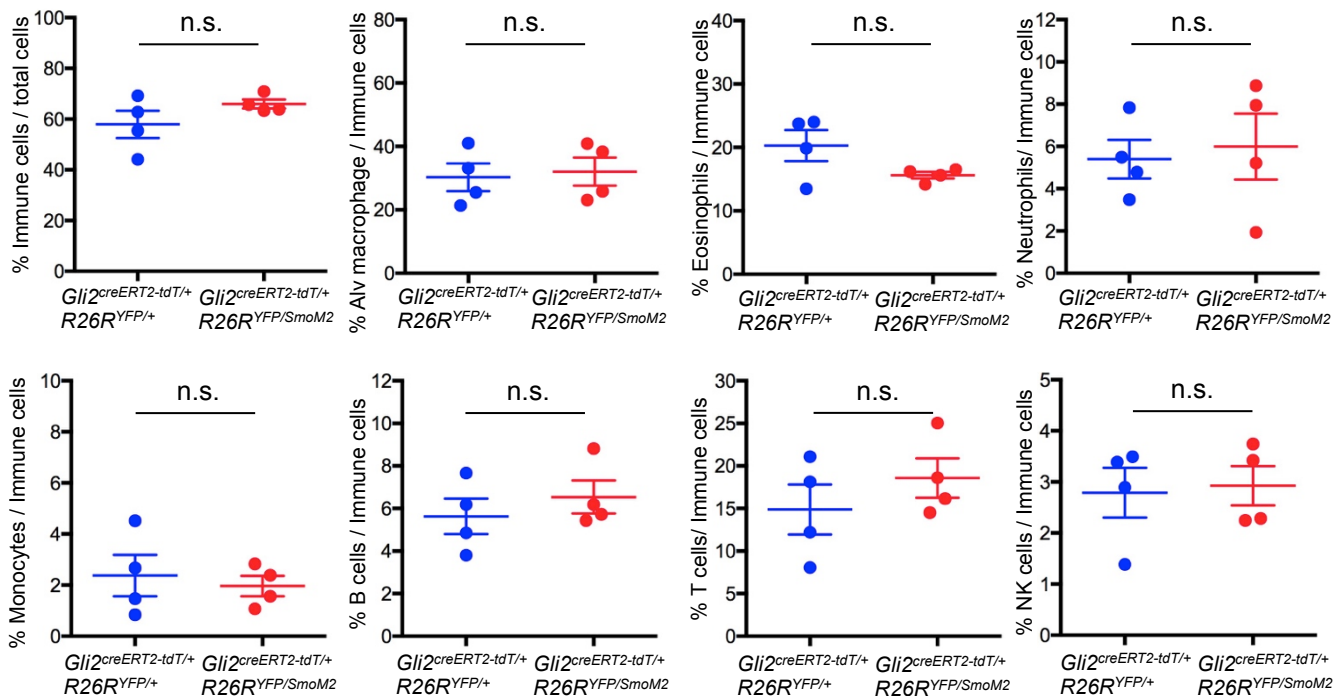 % Immune cells / total cells
100
80
60
40
20
0
n.s.
Gli2creERT2-tdT/+
R26RYFP/+
Gli2creERT2-tdT/+
R26RYFP/SmoM2
% Alv macrophage / Immune cells
80
60
40
20
0
n.s.
Gli2creERT2-tdT/+
R26RYFP/+
Gli2creERT2-tdT/+
R26RYFP/SmoM2
% Eosinophils / Immune cells
40
30
20
10
0
n.s.
Gli2creERT2-tdT/+
R26RYFP/+
Gli2creERT2-tdT/+
R26RYFP/SmoM2
% Neutrophils/ Immune cells
12
10
8
6
4
2
0
n.s.
Gli2creERT2-tdT/+
R26RYFP/+
Gli2creERT2-tdT/+
R26RYFP/SmoM2
% Monocytes / Immune cells
10
8
6
4
2
0
n.s.
Gli2creERT2-tdT/+
R26RYFP/+
Gli2creERT2-tdT/+
R26RYFP/SmoM2
% B cells / Immune cells
12
10
8
6
4
2
0
n.s.
Gli2creERT2-tdT/+
R26RYFP/+
Gli2creERT2-tdT/+
R26RYFP/SmoM2
% T cells/ Immune cells
30
25
20
15
10
5
0
n.s.
Gli2creERT2-tdT/+
R26RYFP/+
Gli2creERT2-tdT/+
R26RYFP/SmoM2
% NK cells / Immune cells
5
4
3
2
1
0
n.s.
Gli2creERT2-tdT/+
R26RYFP/+
Gli2creERT2-tdT/+
R26RYFP/SmoM2